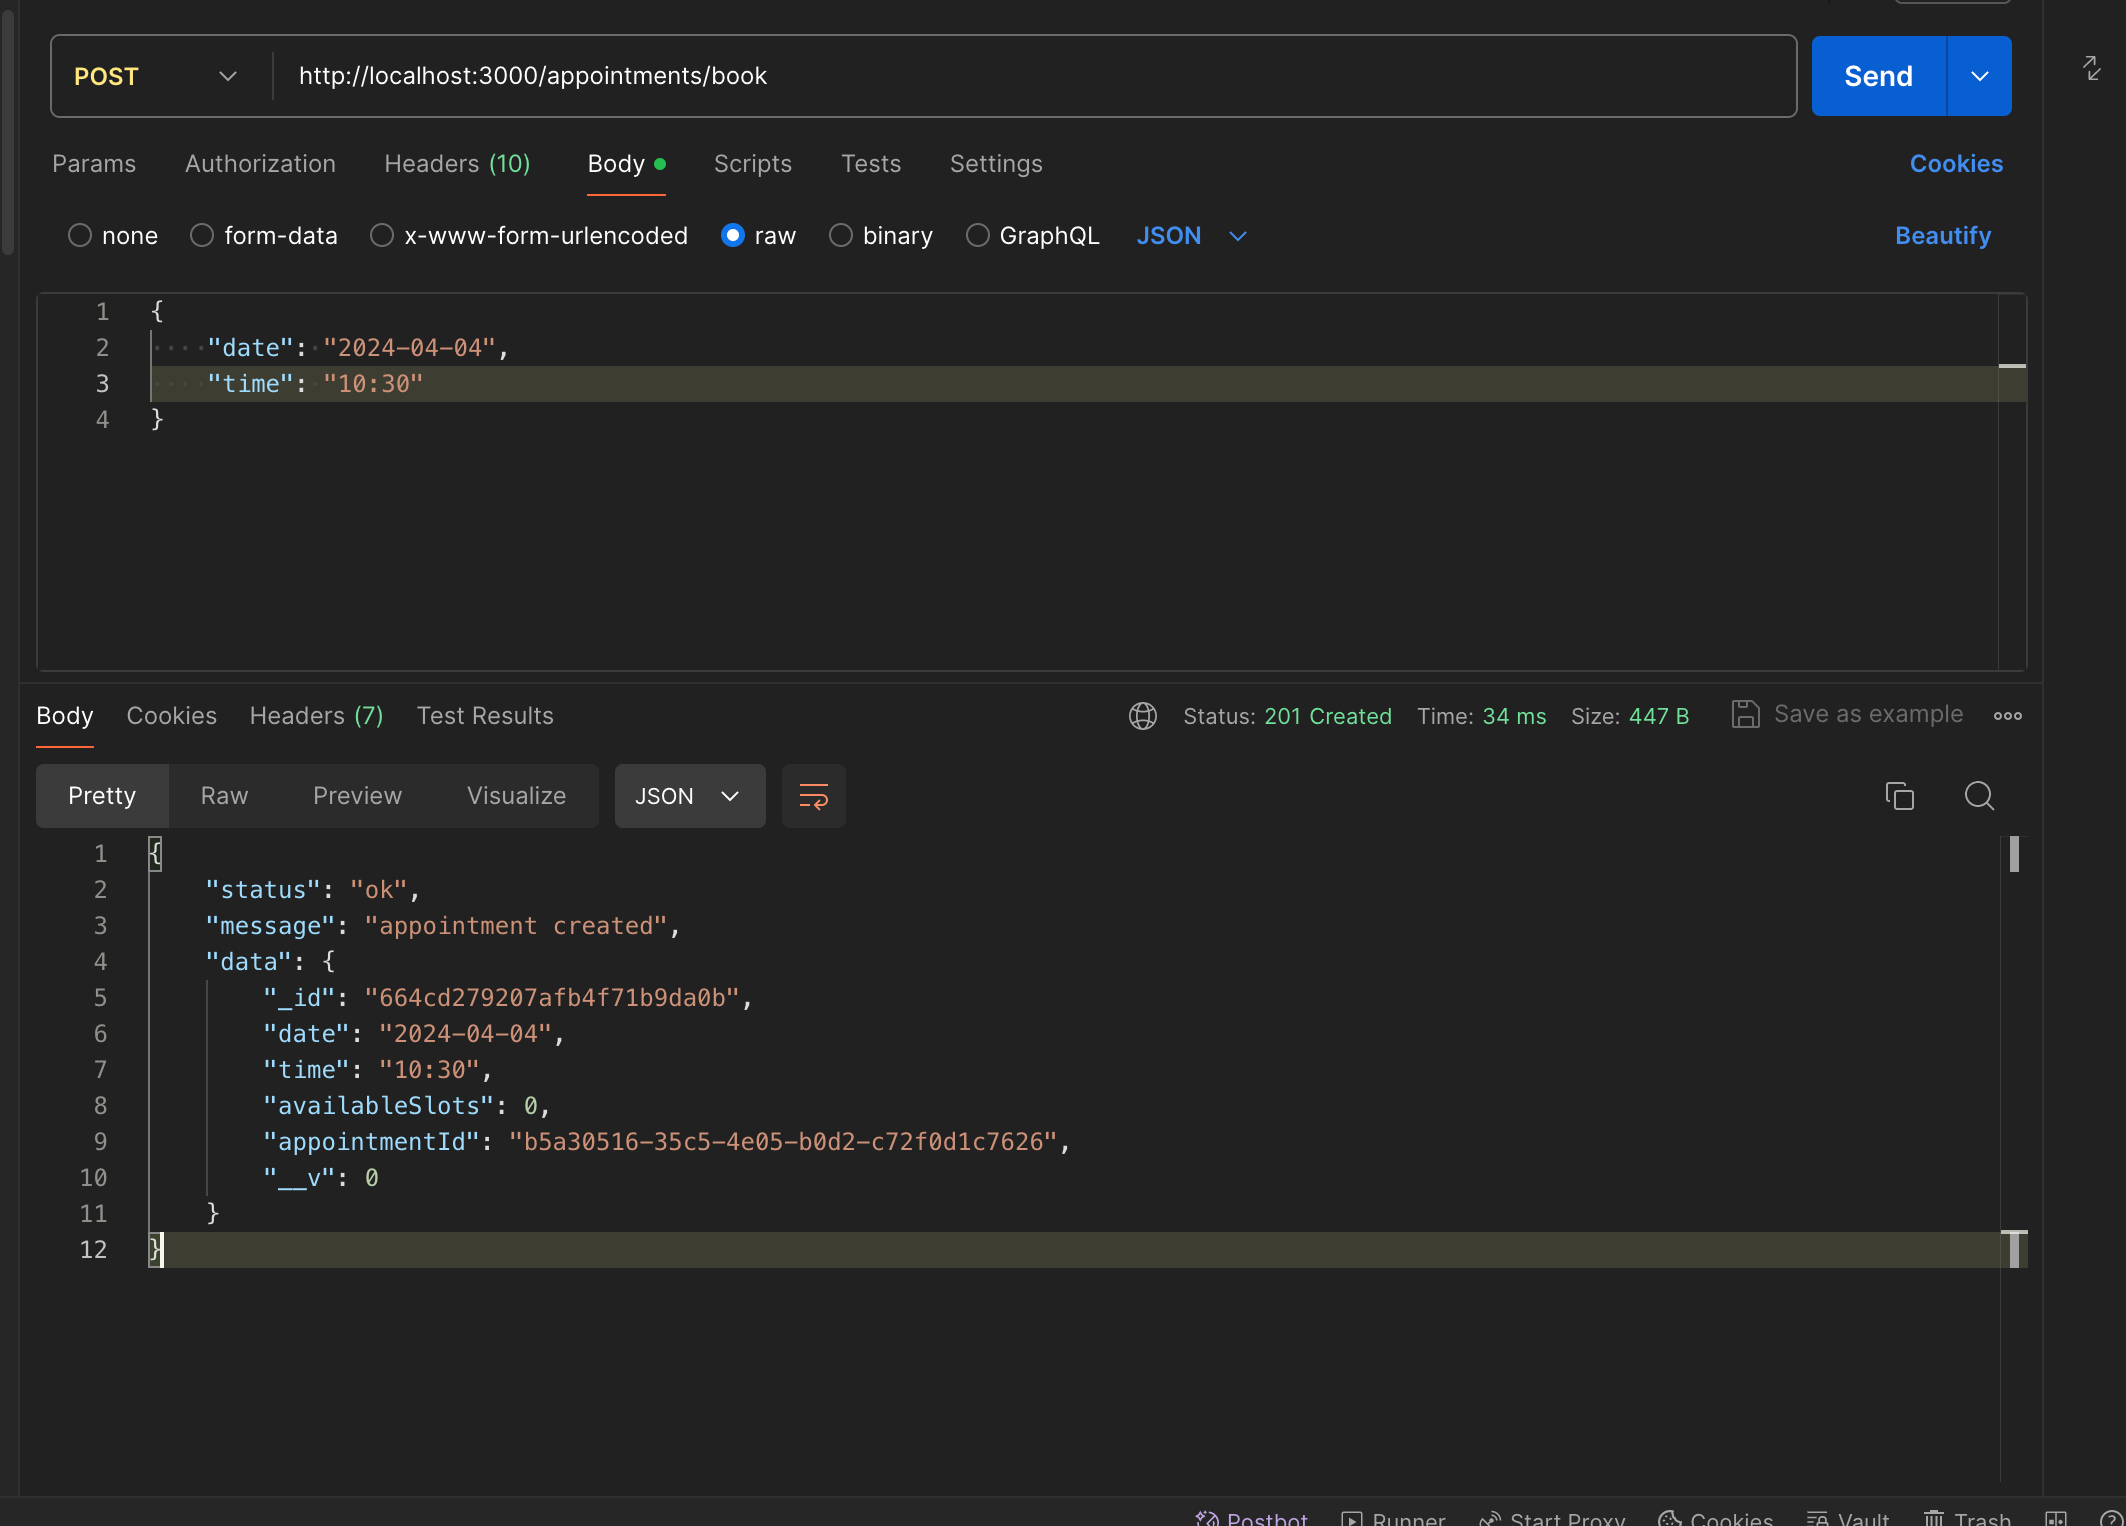 POST http://localhost:3000/appointments/book Send
Params Authorization Headers (10) Body Scripts Tests Settings Cookies
none form-data x-www-form-urlencoded raw binary GraphQL JSON Beautify
1 {
2 "date": "2024-04-04",
3 "time": "10:30"
4 }
Body Cookies Headers (7) Test Results Status: 201 Created Time: 34 ms Size: 447 B Save as example
Pretty Raw Preview Visualize JSON
1 {
2 "status": "ok",
3 "message": "appointment created",
4 "data": {
5 "_id": "664cd279207afb4f71b9da0b",
6 "date": "2024-04-04",
7 "time": "10:30",
8 "availableSlots": 0,
9 "appointmentId": "b5a30516-35c5-4e05-b0d2-c72f0d1c7626",
10 "__v": 0
11 }
12 }
Postbot Runner Start Proxy Cookies Vault Trash